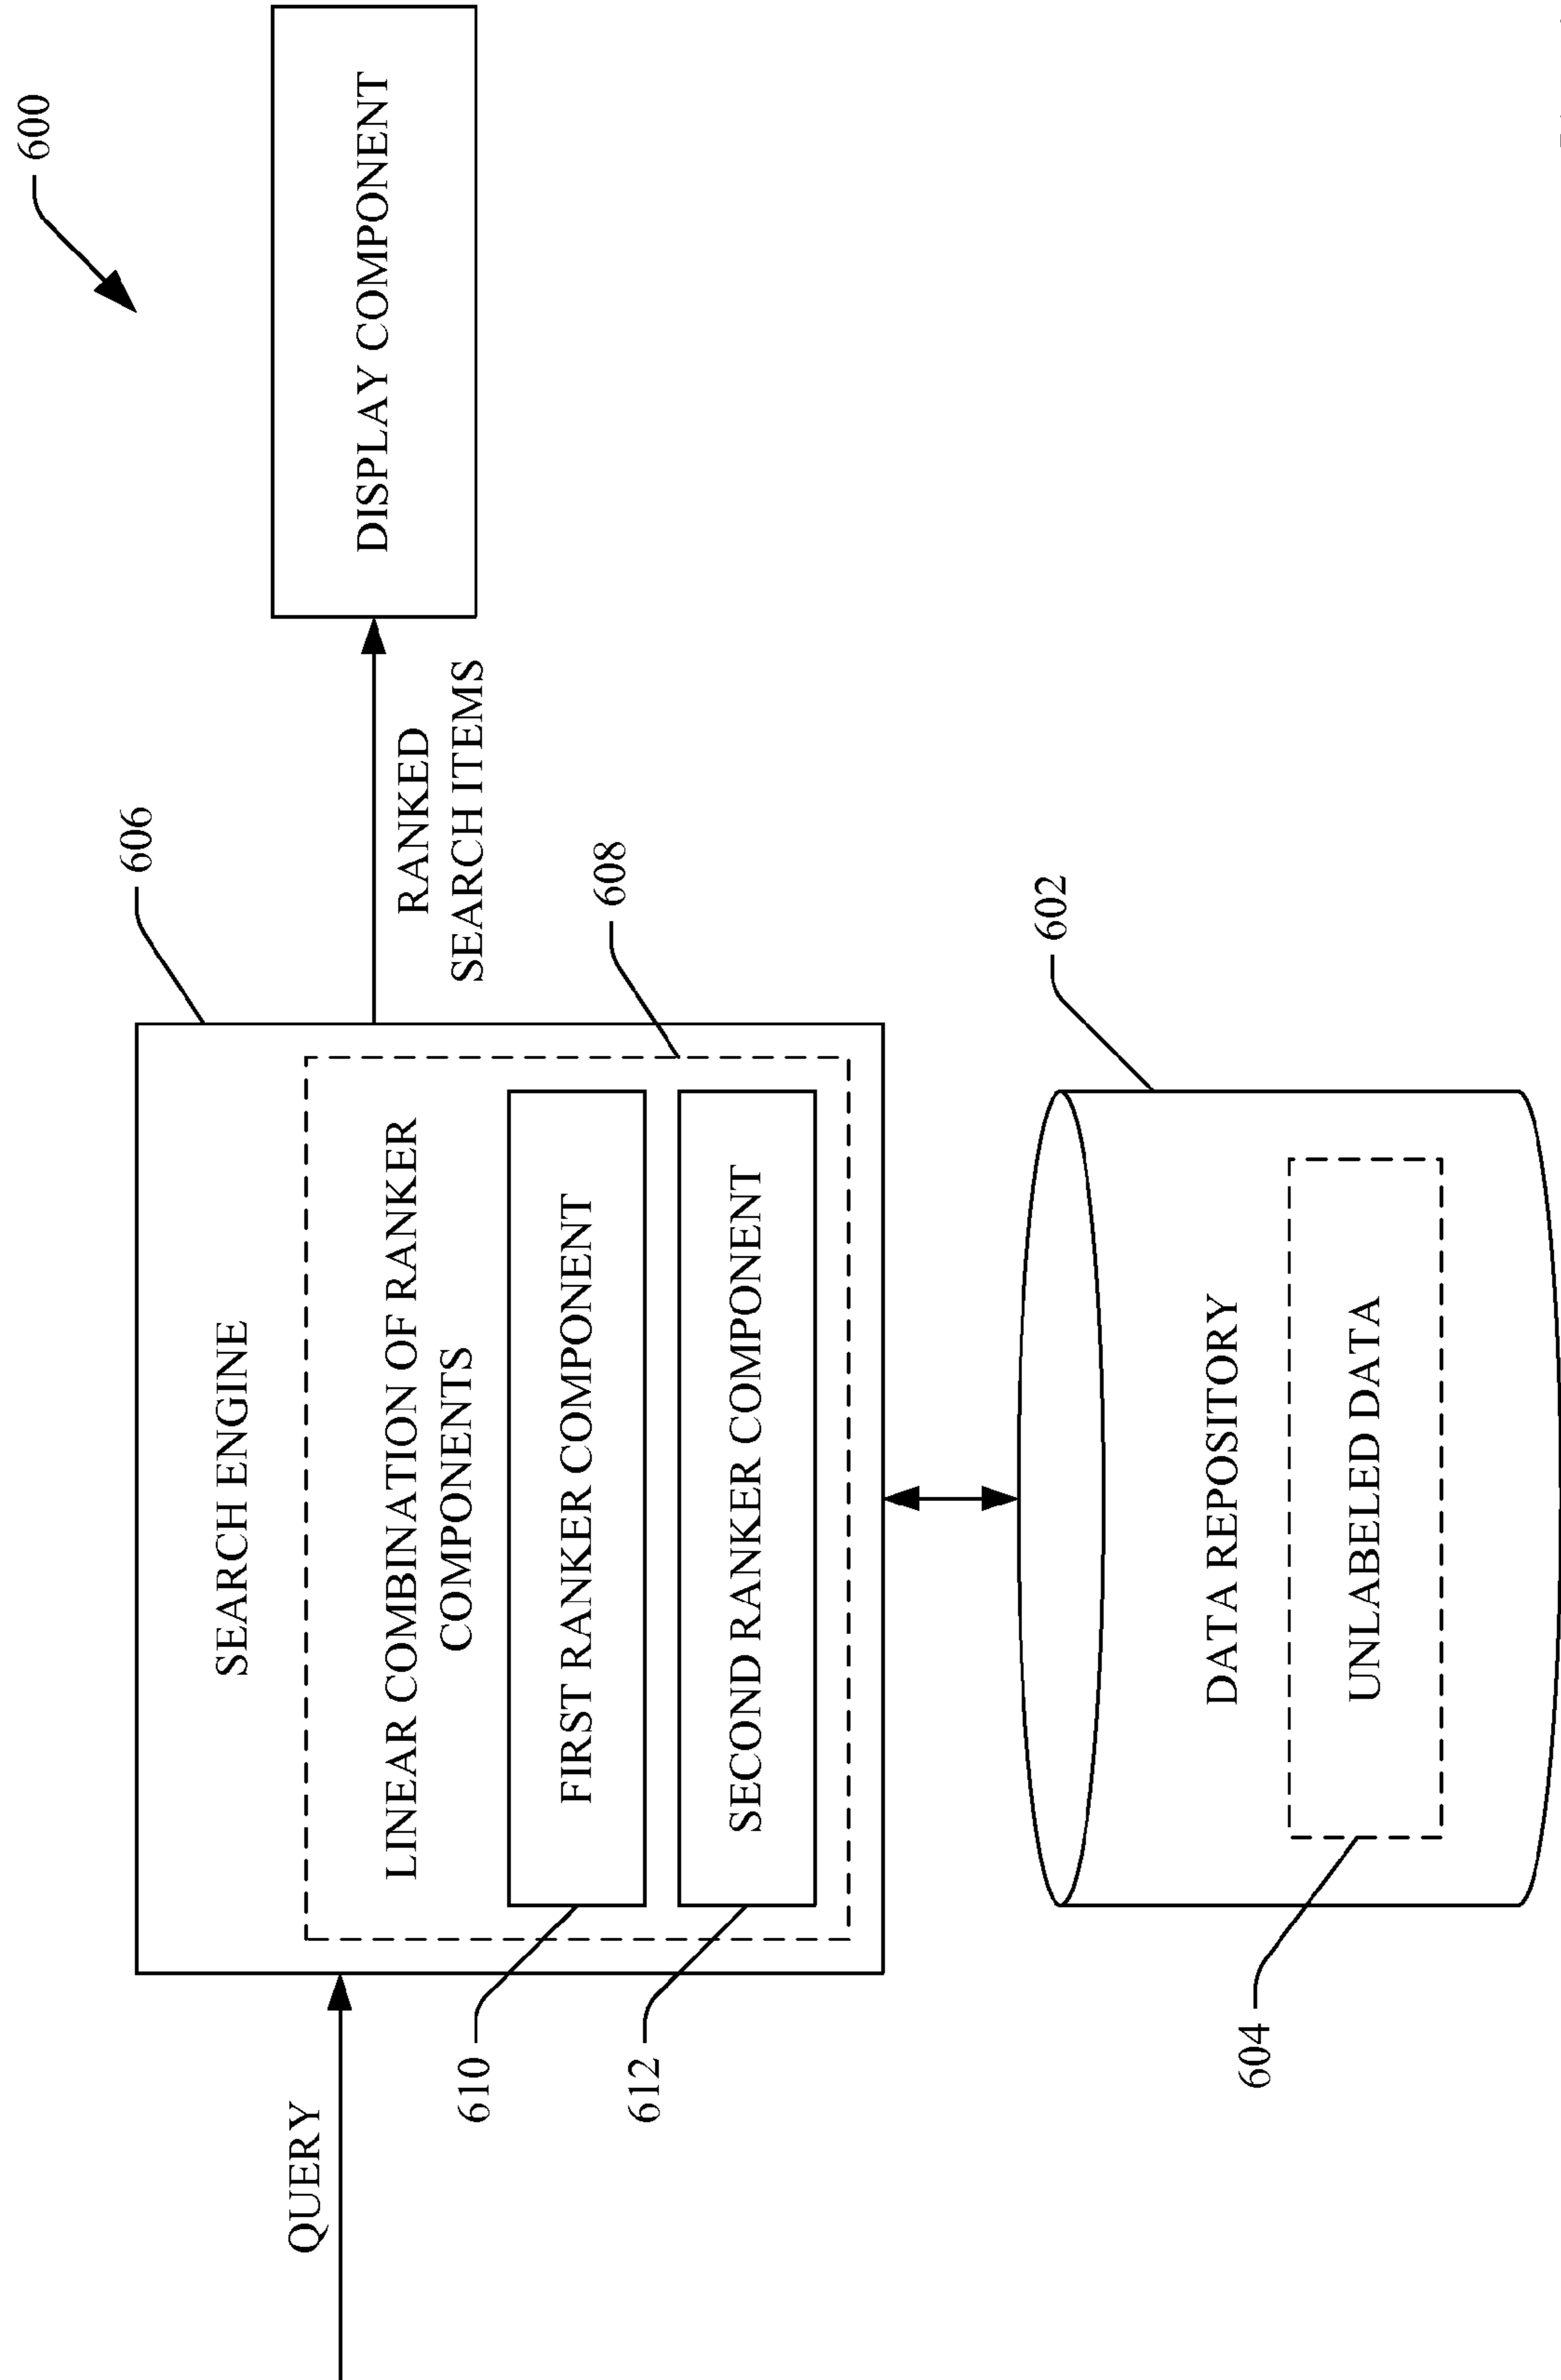 600
606
SEARCH ENGINE
QUERY
LINEAR COMBINATION OF RANKER
COMPONENTS
DISPLAY COMPONENT
RANKED
SEARCH ITEMS
610
FIRST RANKER COMPONENT
608
612
SECOND RANKER COMPONENT
602
DATA REPOSITORY
604
UNLABELED DATA